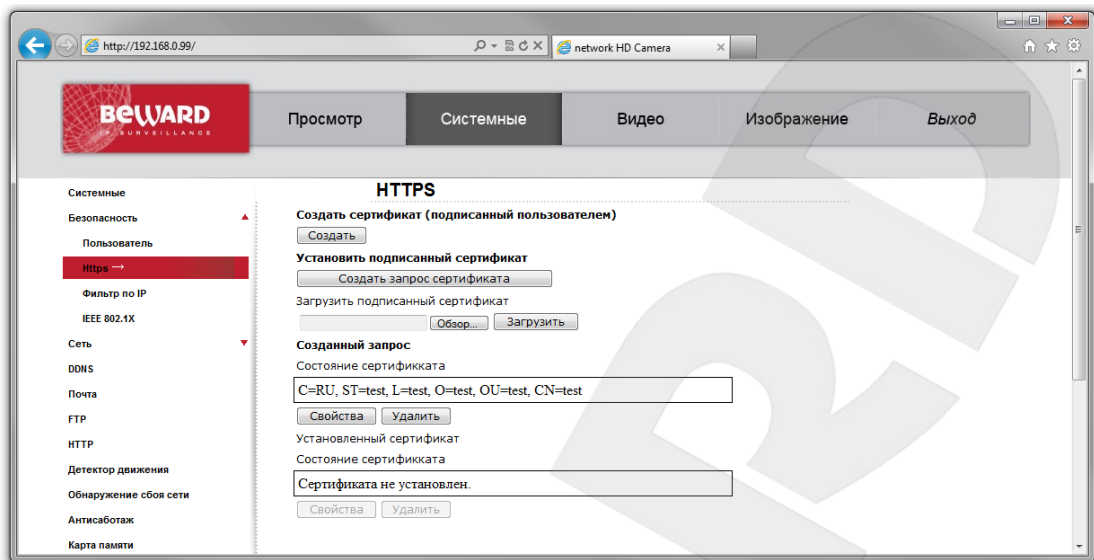 http://192.168.0.99/
network HD Camera
BEWARD
IP SURVEILLANCE
Просмотр Системные Видео Изображение Выход
Системные
Безопасность
Пользователь
Https →
Фильтр по IP
IEEE 802.1X
Сеть
DDNS
Почта
FTP
HTTP
Детектор движения
Обнаружение сбоя сети
Антисаботаж
Карта памяти
HTTPS
Создать сертификат (подписанный пользователем)
Создать
Установить подписанный сертификат
Создать запрос сертификата
Загрузить подписанный сертификат
Обзор... Загрузить
Созданный запрос
Состояние сертификката
C=RU, ST=test, L=test, O=test, OU=test, CN=test
Свойства Удалить
Установленный сертификат
Состояние сертификката
Сертификата не установлен.
Свойства Удалить